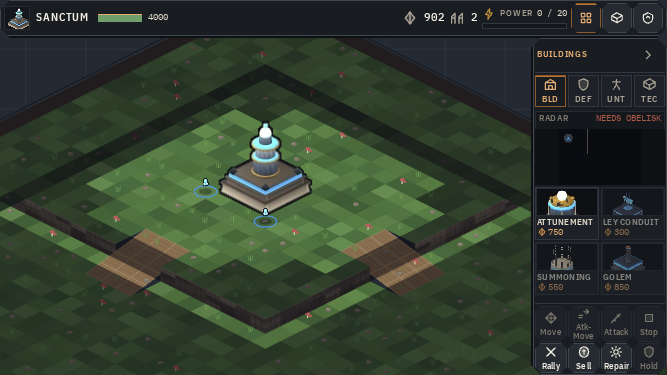 SANCTUM 4000 902 2 POWER 0 / 20
BUILDINGS
BLD DEF UNT TEC
RADAR NEEDS OBELISK
ATTUNEMENT LEY CONDUIT
750 300
SUMMONING GOLEM
550 850
Move Atk-Move Attack Stop
Rally Sell Repair Hold